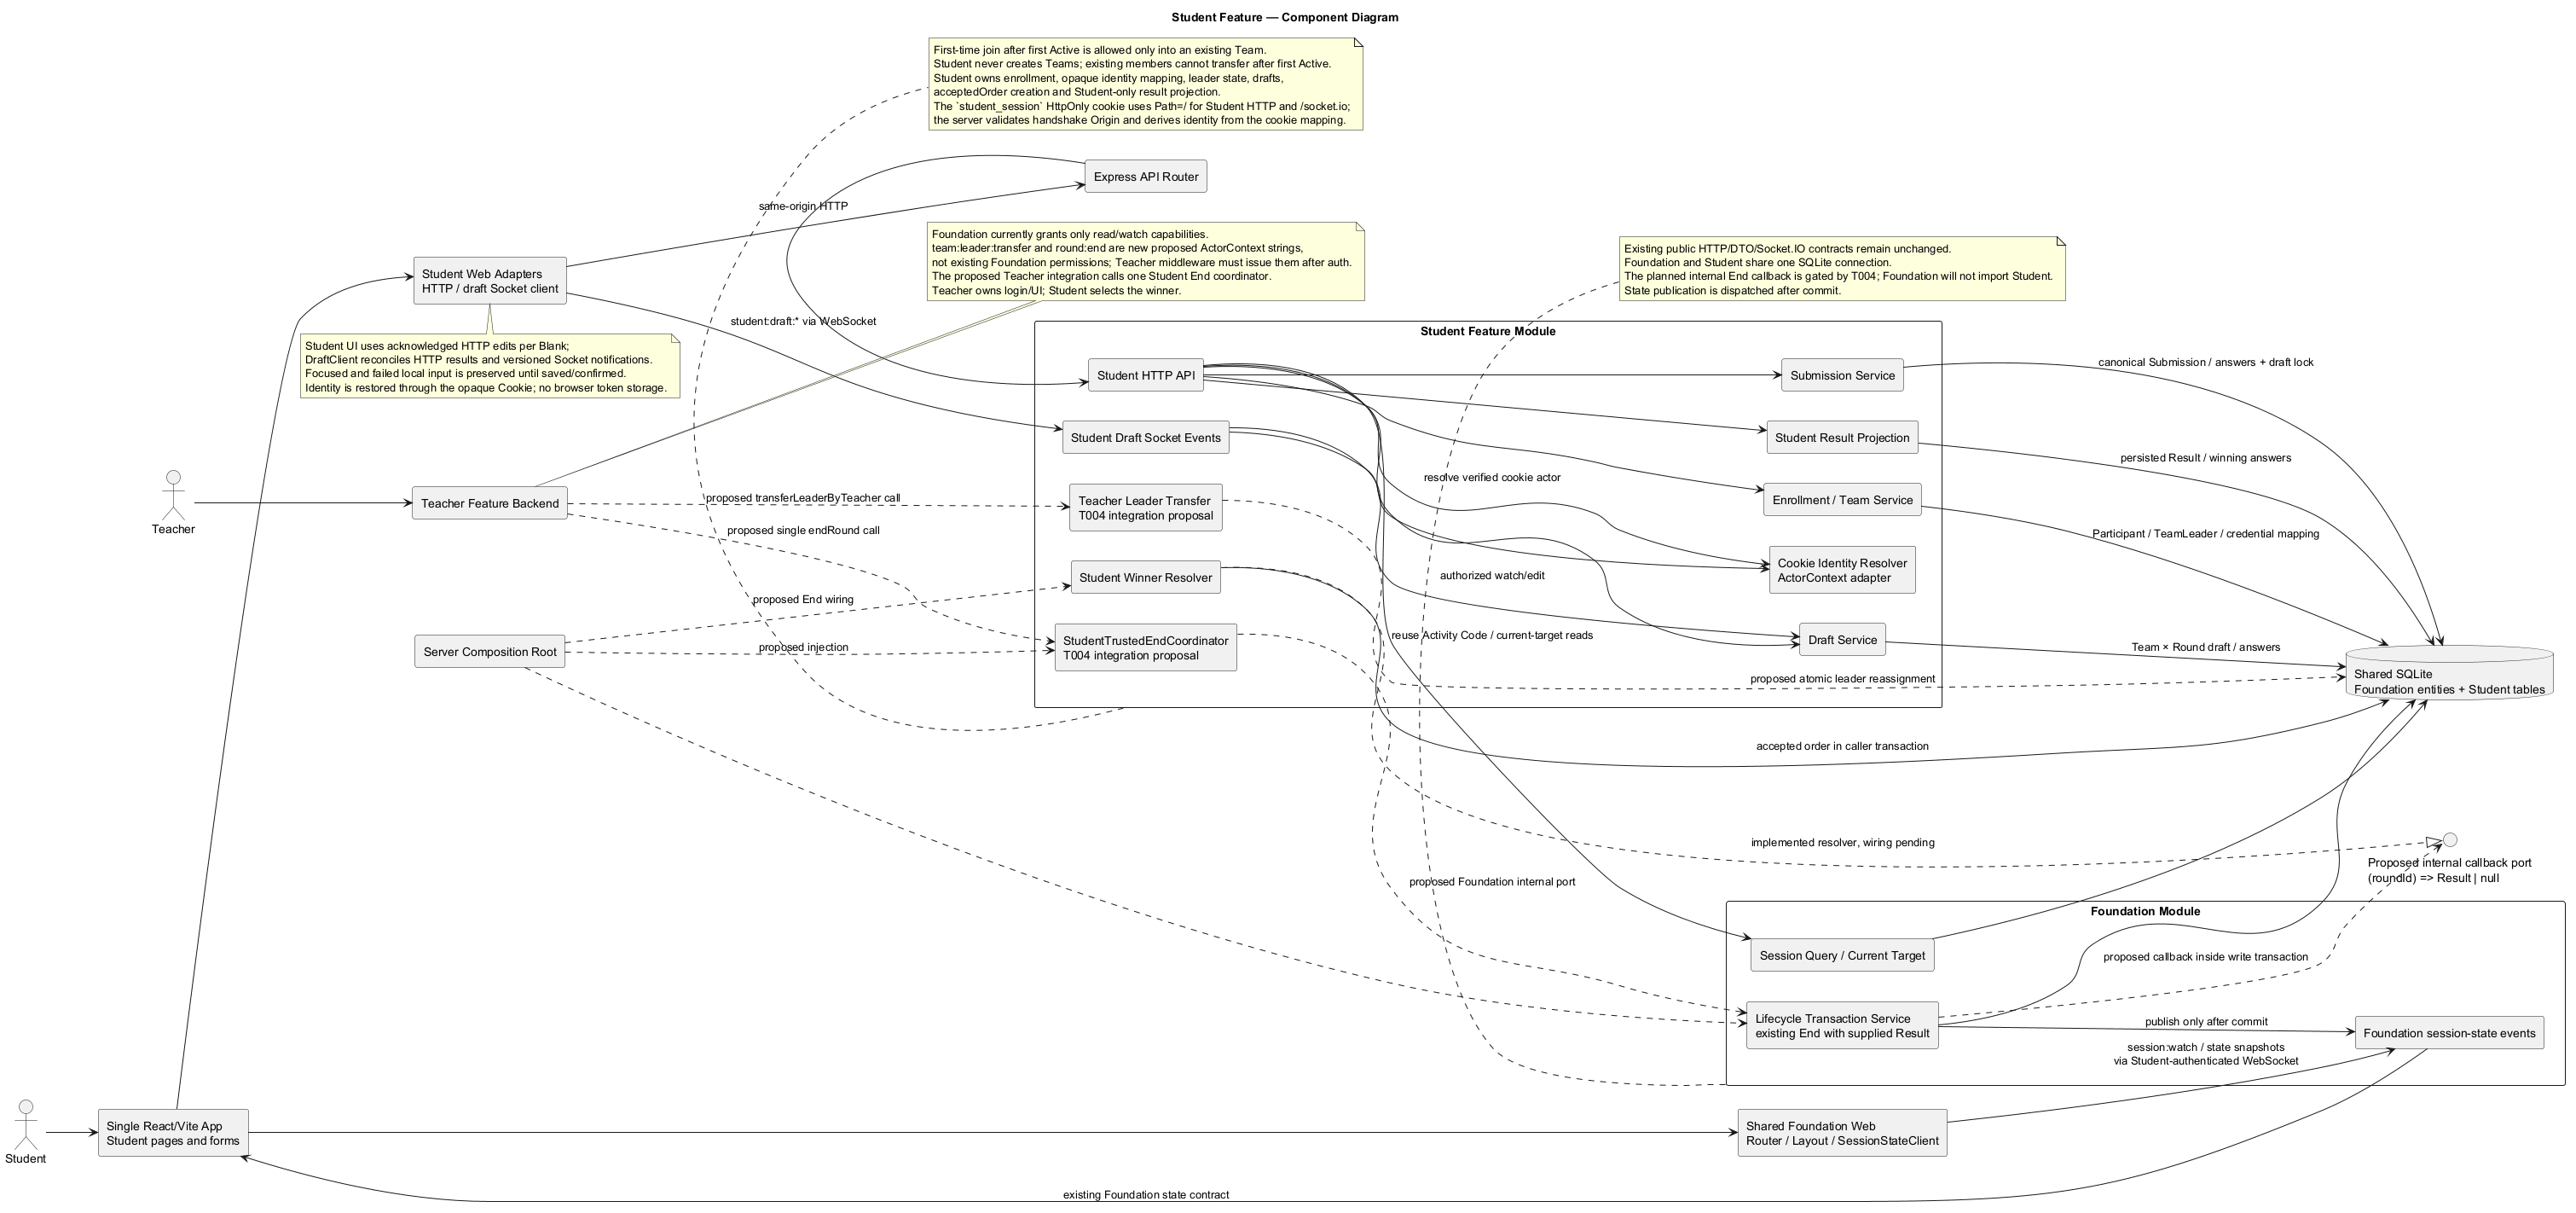 Student Feature — Component Diagram
First-time join after first Active is allowed only into an existing Team.
Student never creates Teams; existing members cannot transfer after first Active.
Student owns enrollment, opaque identity mapping, leader state, drafts,
acceptedOrder creation and Student-only result projection.
The `student_session` HttpOnly cookie uses Path=/ for Student HTTP and /socket.io;
the server validates handshake Origin and derives identity from the cookie mapping.
Express API Router
same-origin HTTP
Foundation currently grants only read/watch capabilities.
team:leader:transfer and round:end are new proposed ActorContext strings,
not existing Foundation permissions; Teacher middleware must issue them after auth.
The proposed Teacher integration calls one Student End coordinator.
Teacher owns login/UI; Student selects the winner.
Existing public HTTP/DTO/Socket.IO contracts remain unchanged.
Foundation and Student share one SQLite connection.
The planned internal End callback is gated by T004; Foundation will not import Student.
State publication is dispatched after commit.
Student Web Adapters
HTTP / draft Socket client
student:draft:* via WebSocket
Student UI uses acknowledged HTTP edits per Blank;
DraftClient reconciles HTTP results and versioned Socket notifications.
Focused and failed local input is preserved until saved/confirmed.
Identity is restored through the opaque Cookie; no browser token storage.
Student Feature Module
Student HTTP API
Submission Service
canonical Submission / answers + draft lock
Student Draft Socket Events
Student Result Projection
persisted Result / winning answers
resolve verified cookie actor
Teacher
Teacher Feature Backend
proposed transferLeaderByTeacher call
Teacher Leader Transfer
T004 integration proposal
Enrollment / Team Service
Participant / TeamLeader / credential mapping
proposed single endRound call
Student Winner Resolver
authorized watch/edit
Cookie Identity Resolver
ActorContext adapter
proposed End wiring
Server Composition Root
proposed injection
StudentTrustedEndCoordinator
T004 integration proposal
reuse Activity Code / current-target reads
Draft Service
Team × Round draft / answers
proposed atomic leader reassignment
Shared SQLite
Foundation entities + Student tables
accepted order in caller transaction
implemented resolver, wiring pending
Proposed internal callback port
(roundId) => Result | null
proposed Foundation internal port
Foundation Module
Session Query / Current Target
proposed callback inside write transaction
Lifecycle Transaction Service
existing End with supplied Result
publish only after commit
Foundation session-state events
session:watch / state snapshots
via Student-authenticated WebSocket
Student
Single React/Vite App
Student pages and forms
Shared Foundation Web
Router / Layout / SessionStateClient
existing Foundation state contract